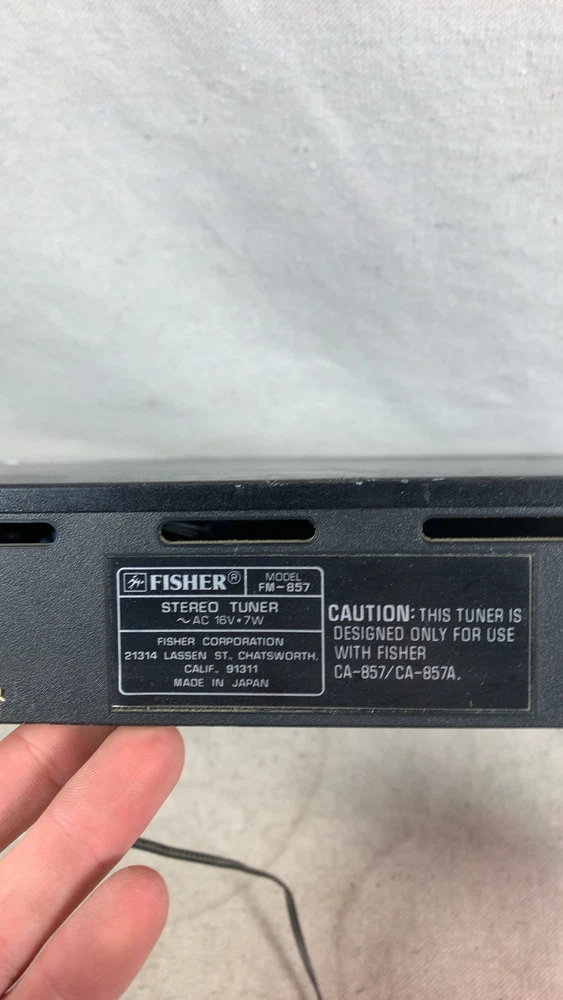 FISHER®
MODEL
FM-857
STEREO TUNER
~AC 16V•7W
FISHER CORPORATION
21314 LASSEN ST., CHATSWORTH,
CALIF., 91311
MADE IN JAPAN
CAUTION: THIS TUNER IS
DESIGNED ONLY FOR USE
WITH FISHER
CA-857/CA-857A.